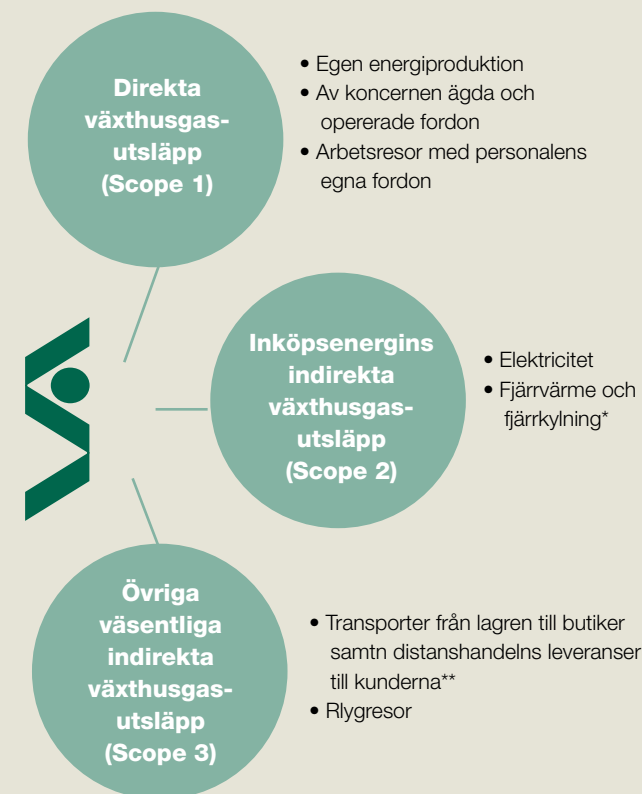 Direkta
växthusgas-
utsläpp
(Scope 1)
• Egen energiproduktion
• Av koncernen ägda och
opererade fordon
• Arbetsresor med personalens
egna fordon
Inköpsenergins
indirekta
växthusgas-
utsläpp
(Scope 2)
• Elektricitet
• Fjärrvärme och
fjärrkylning*
Övriga
väsentliga
indirekta
växthusgas-
utsläpp
(Scope 3)
• Transporter från lagren till butiker
samtn distanshandelns leveranser
till kunderna**
• Rlygresor